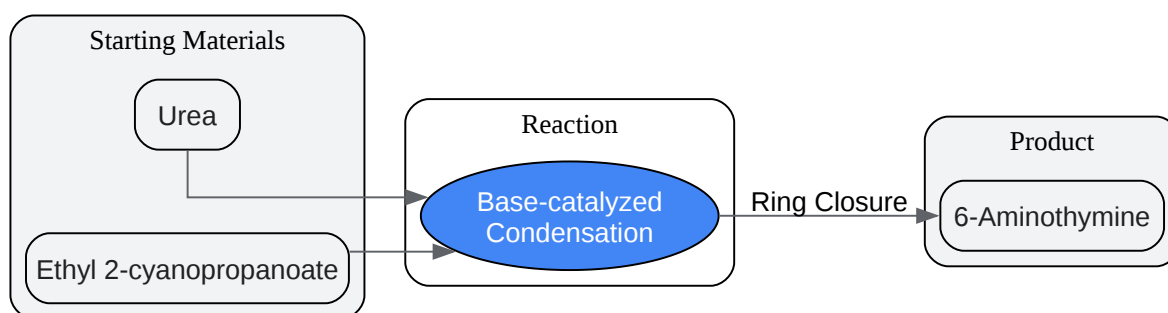 Starting Materials
Urea
Ethyl 2-cyanopropanoate
Reaction
Base-catalyzed
Condensation
Ring Closure
Product
6-Aminothymine